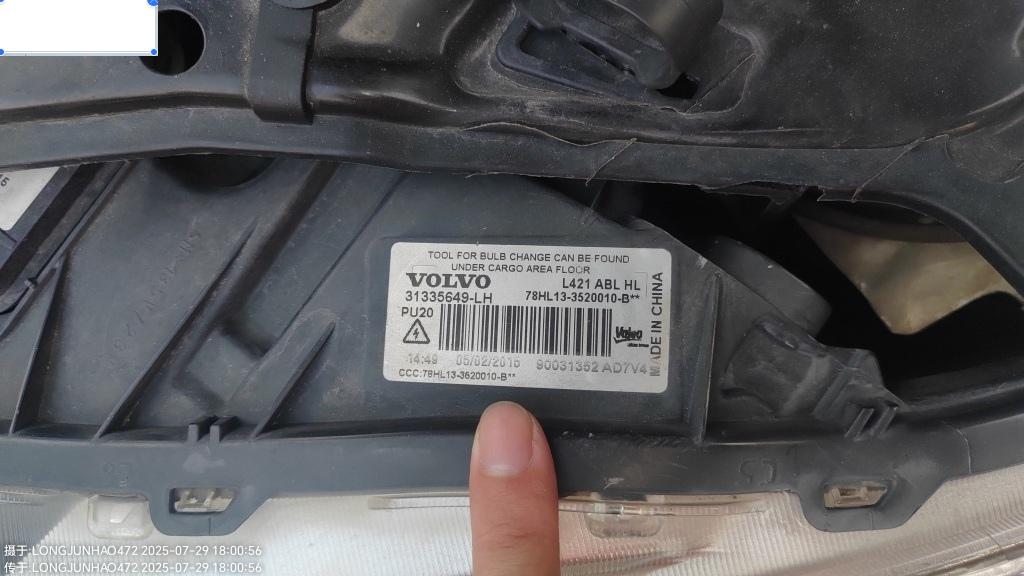 TOOL FOR BULB CHANGE CAN BE FOUND
UNDER CARGO AREA FLOOR
VOLVO
L421 ABL HL
31335649-LH
78HL13-3520010-B**
PU20
Valeo
MADE IN CHINA
14:49 05/02/2015 90031352 AD7V4
CCC:78HL13-3520010-B**
摄于:LONGJUNHAO472 2025-07-29 18:00:56
传于:LONGJUNHAO472 2025-07-29 18:00:56